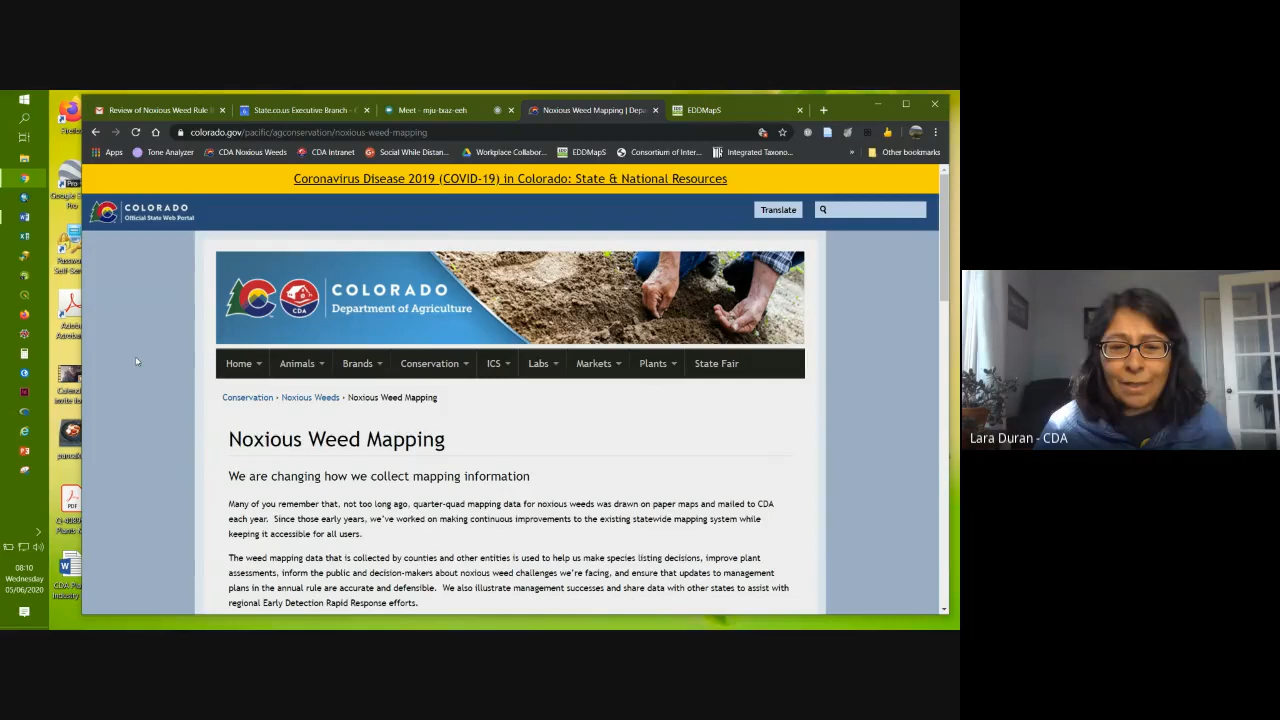 Review of Noxious Weed Rule
State.co.us Executive Branch -
Meet - mju-txaz-eeh
Noxious Weed Mapping | Dep
EDDMapS
colorado.gov/pacific/agconservation/noxious-weed-mapping
Apps
Tone Analyzer
CDA Noxious Weeds
CDA Intranet
Social While Distan...
Workplace Collabor...
EDDMapS
Consortium of Inter...
Integrated Taxono...
»
Other bookmarks
Coronavirus Disease 2019 (COVID-19) in Colorado: State & National Resources
COLORADO
Official State Web Portal
Translate
COLORADO
Department of Agriculture
CDA
Home
Animals
Brands
Conservation
ICS
Labs
Markets
Plants
State Fair
Conservation › Noxious Weeds › Noxious Weed Mapping
Noxious Weed Mapping
We are changing how we collect mapping information
Many of you remember that, not too long ago, quarter-quad mapping data for noxious weeds was drawn on paper maps and mailed to CDA
each year. Since those early years, we've worked on making continuous improvements to the existing statewide mapping system while
keeping it accessible for all users.
The weed mapping data that is collected by counties and other entities is used to help us make species listing decisions, improve plant
assessments, inform the public and decision-makers about noxious weed challenges we're facing, and ensure that updates to management
plans in the annual rule are accurate and defensible. We also illustrate management successes and share data with other states to assist with
regional Early Detection Rapid Response efforts.
08:10
Wednesday
05/06/2020
Lara Duran - CDA